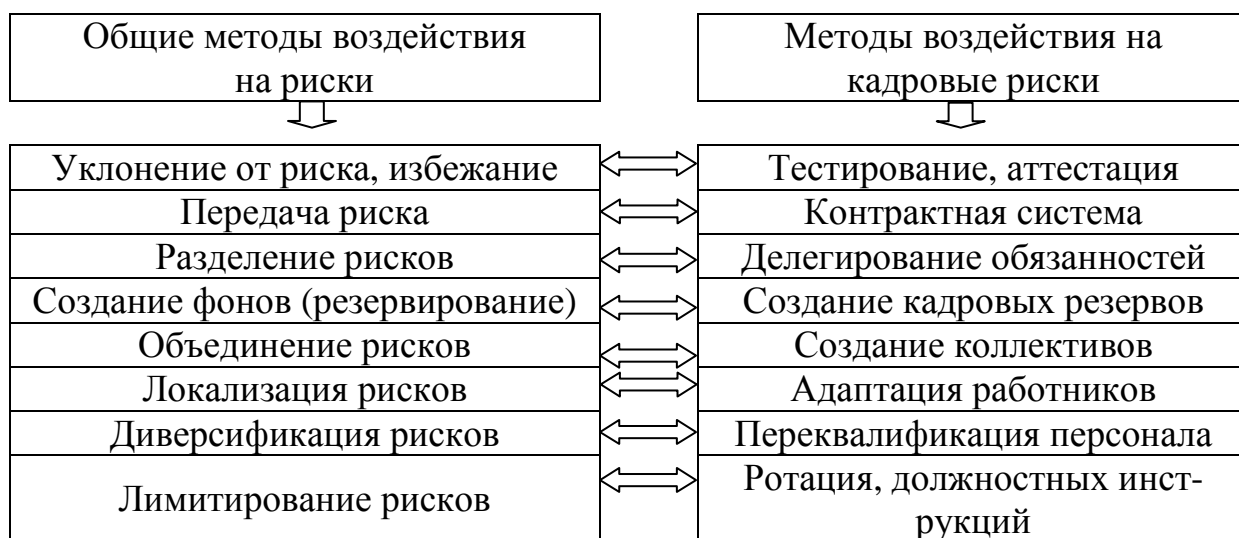 Общие методы воздействия
на риски
Методы воздействия на
кадровые риски
Уклонение от риска, избежание
Тестирование, аттестация
Передача риска
Контрактная система
Разделение рисков
Делегирование обязанностей
Создание фонов (резервирование)
Создание кадровых резервов
Объединение рисков
Создание коллективов
Локализация рисков
Адаптация работников
Диверсификация рисков
Переквалификация персонала
Лимитирование рисков
Ротация, должностных инст-
рукций